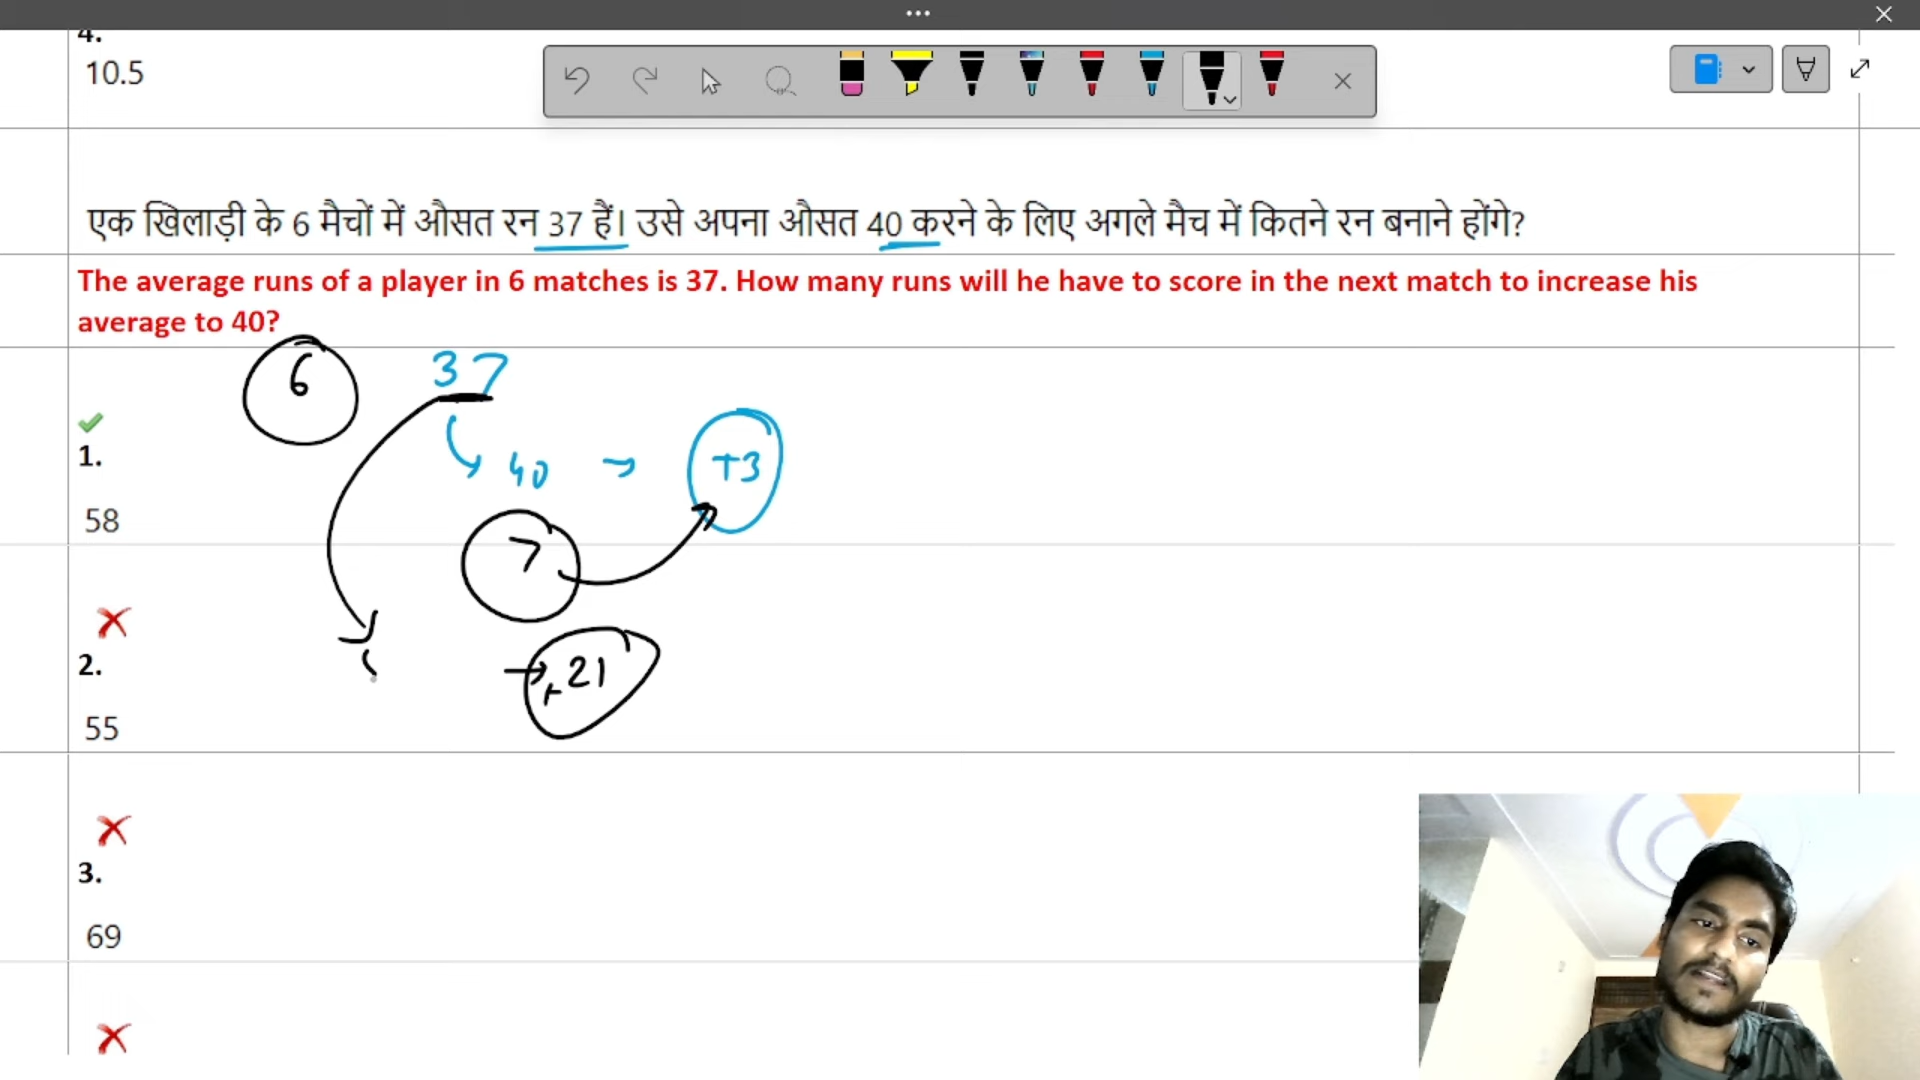 4.
10.5
एक खिलाड़ी के 6 मैचों में औसत रन 37 हैं। उसे अपना औसत 40 करने के लिए अगले मैच में कितने रन बनाने होंगे?
The average runs of a player in 6 matches is 37. How many runs will he have to score in the next match to increase his
average to 40?
6 37
40 → +3
1.
58
7
2.
→ +21
55
3.
69